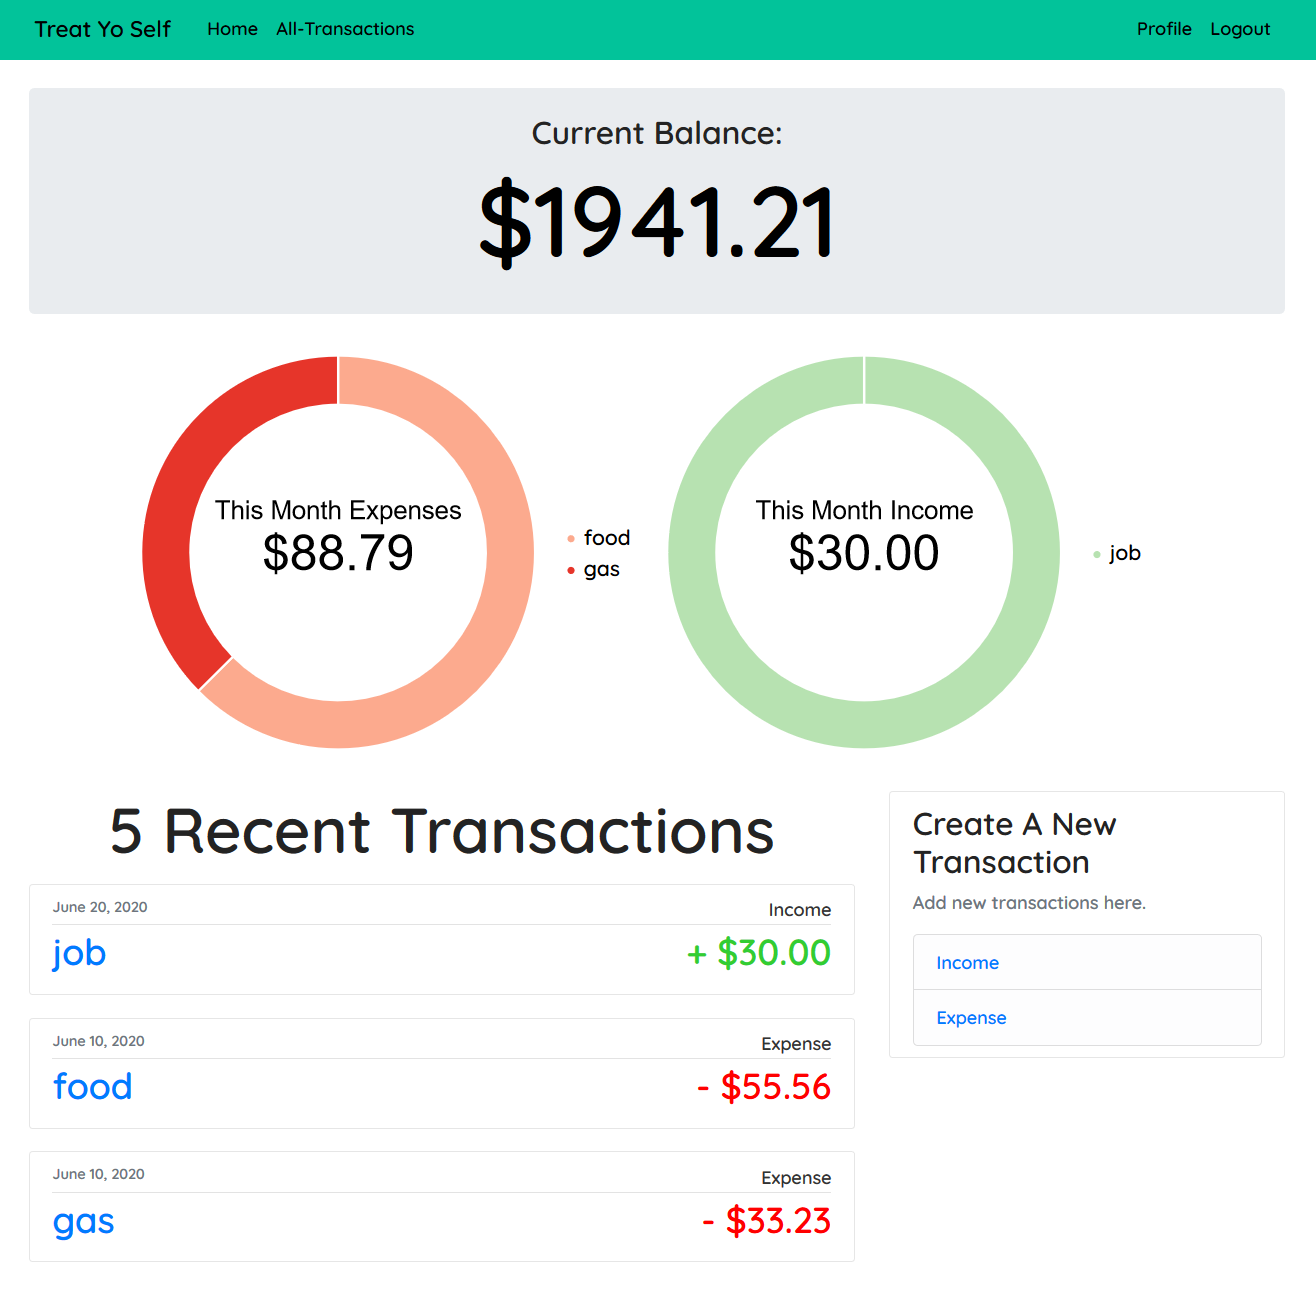 Treat Yo Self Home All-Transactions Profile Logout
Current Balance:
$1941.21
This Month Expenses
$88.79
food
gas
This Month Income
$30.00
job
5 Recent Transactions
June 20, 2020 Income
job + $30.00
June 10, 2020 Expense
food - $55.56
June 10, 2020 Expense
gas - $33.23
Create A New
Transaction
Add new transactions here.
Income
Expense